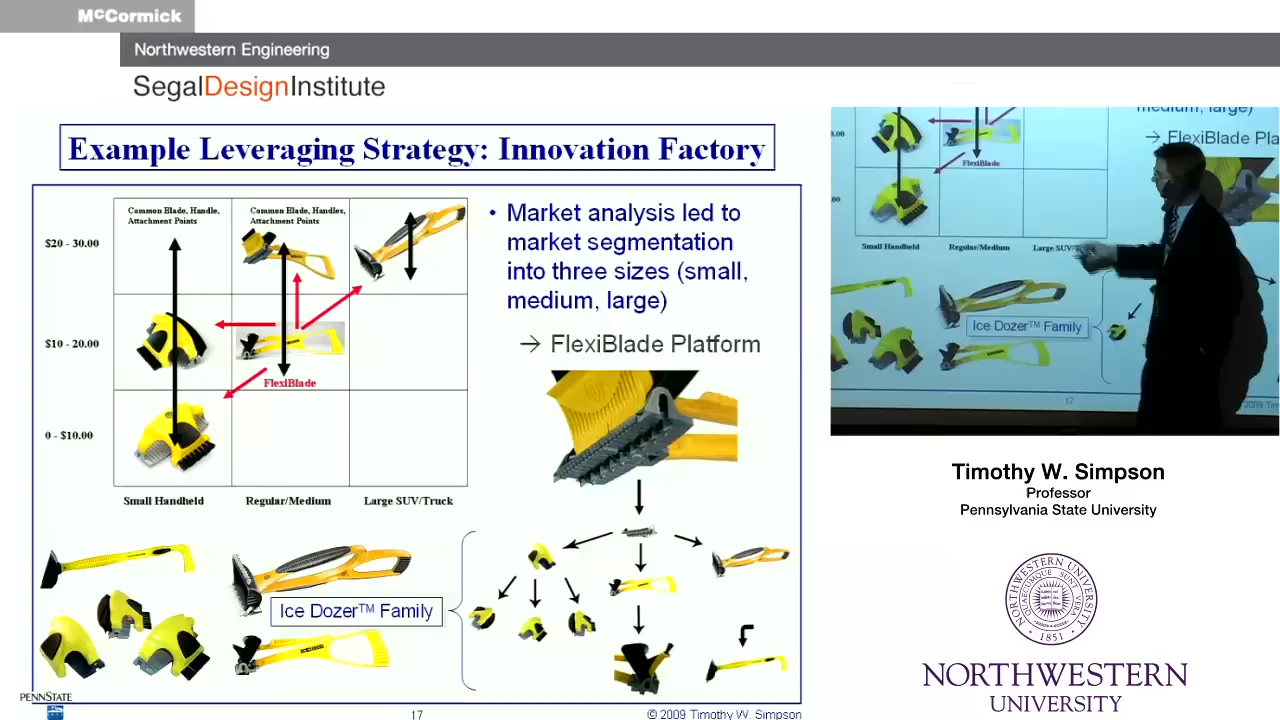 McCormick
Northwestern Engineering
SegalDesignInstitute
Example Leveraging Strategy: Innovation Factory
Common Blade, Handle,
Attachment Points
Common Blade, Handles,
Attachment Points
$20 - 30.00
$10 - 20.00
FlexiBlade
0 - $10.00
Small Handheld
Regular/Medium
Large SUV/Truck
• Market analysis led to
market segmentation
into three sizes (small,
medium, large)
→ FlexiBlade Platform
Ice Dozer™ Family
PENNSTATE
17
© 2009 Timothy W. Simpson
medium, large)
→ FlexiBlade Pla
FlexiBlade
Small Handheld
Regular/Medium
Large SUV/T
Ice Dozer™ Family
17
Timothy W. Simpson
Professor
Pennsylvania State University
NORTHWESTERN UNIVERSITY
1851
NORTHWESTERN
UNIVERSITY